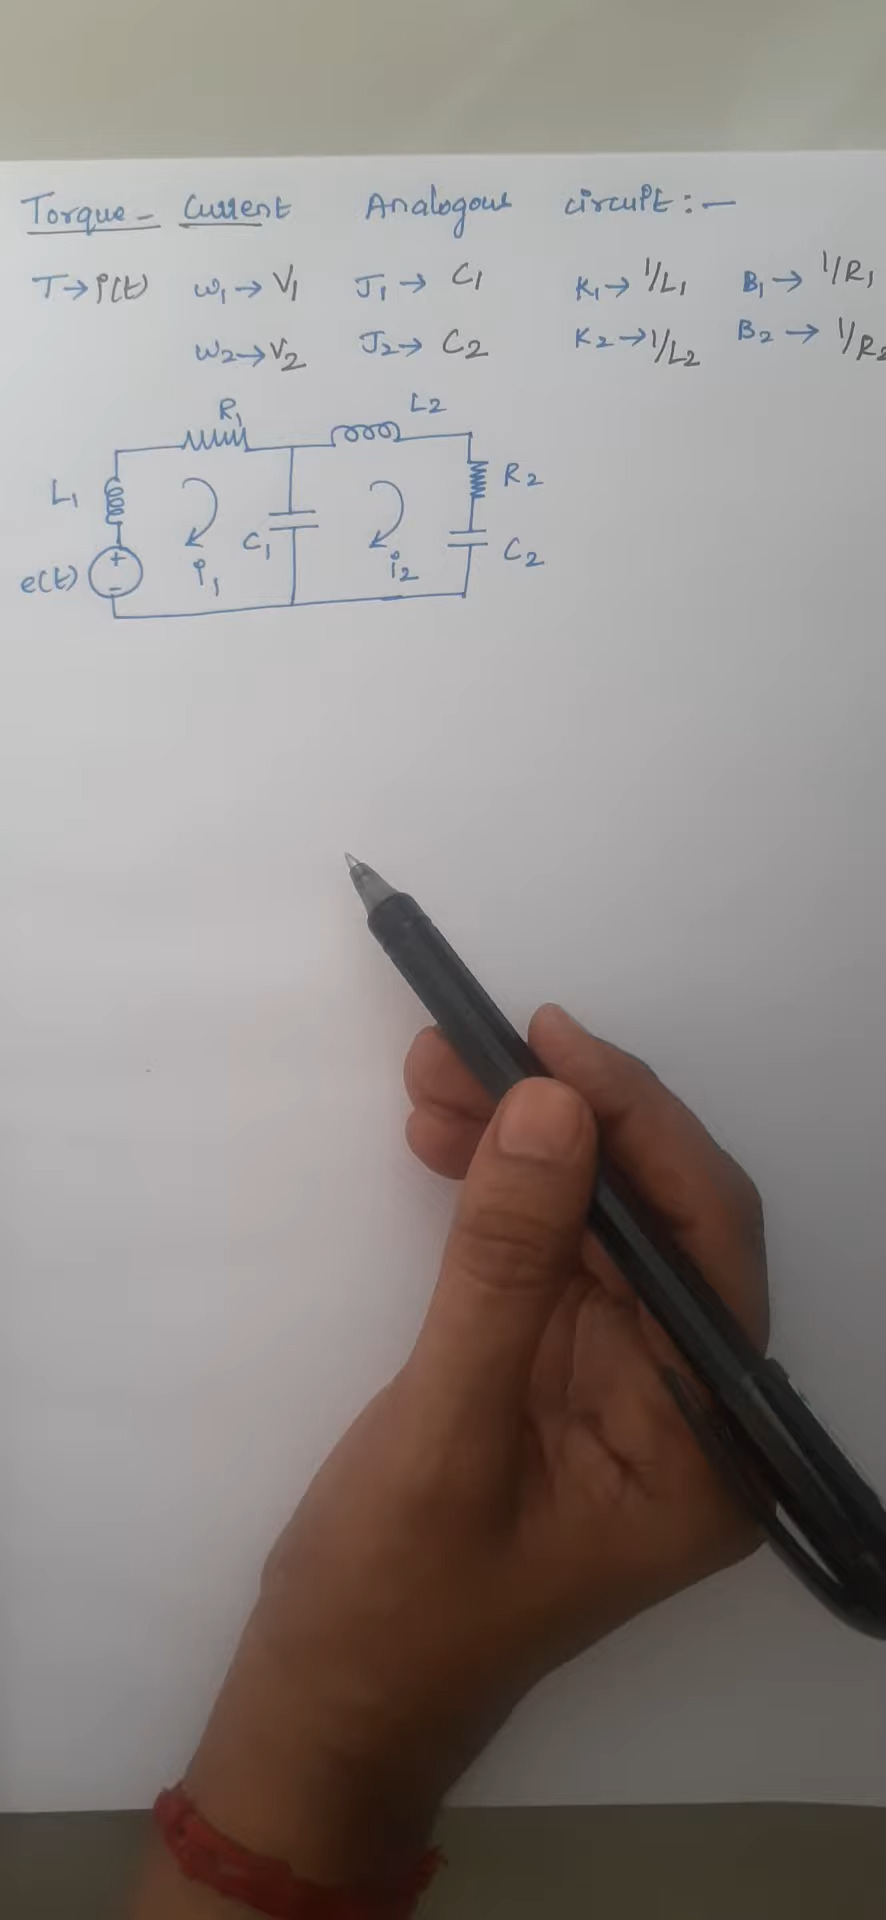 Torque - Current Analogous circuit :-
T→i(t) ω₁→V₁ J₁→ C₁ K₁→ 1/L₁ B₁→ 1/R₁
ω₂→V₂ J₂→ C₂ K₂→1/L₂ B₂→ 1/R₂
R₁ L₂
L₁ R₂
e(t) + - i₁ C₁ i₂ C₂